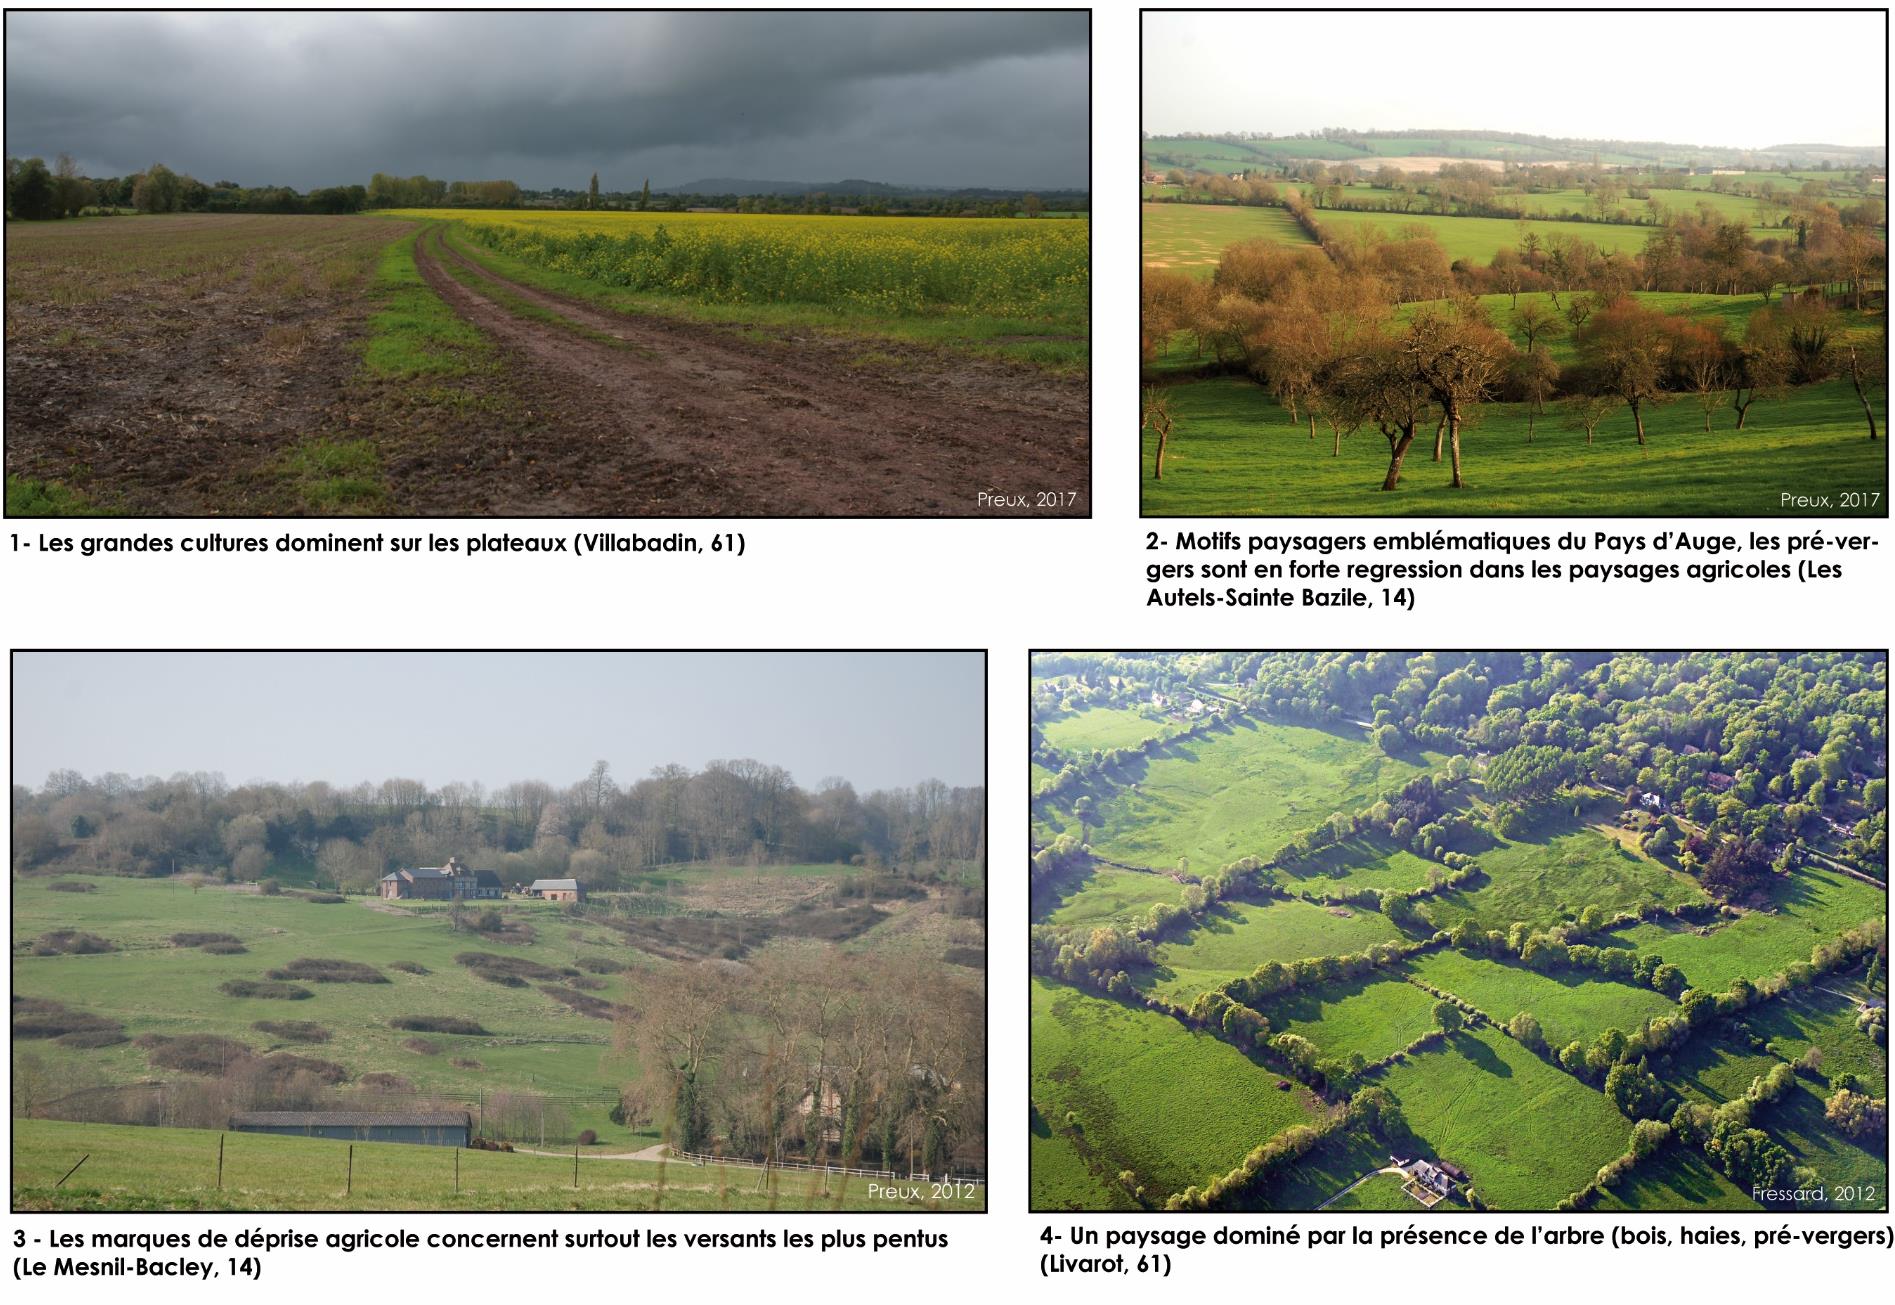 Preux, 2017
1- Les grandes cultures dominent sur les plateaux (Villabadin, 61)
Preux, 2017
2- Motifs paysagers emblématiques du Pays d'Auge, les pré-ver-
gers sont en forte regression dans les paysages agricoles (Les
Autels-Sainte Bazile, 14)
Preux, 2012
3 - Les marques de déprise agricole concernent surtout les versants les plus pentus
(Le Mesnil-Bacley, 14)
Fressard, 2012
4- Un paysage dominé par la présence de l'arbre (bois, haies, pré-vergers)
(Livarot, 61)